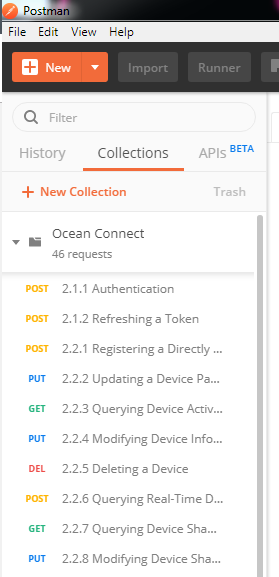 Postman
File Edit View Help
New Import Runner
Filter
History Collections APIs BETA
+ New Collection Trash
Ocean Connect
46 requests
POST 2.1.1 Authentication
POST 2.1.2 Refreshing a Token
POST 2.2.1 Registering a Directly ...
PUT 2.2.2 Updating a Device Pa...
GET 2.2.3 Querying Device Activ...
PUT 2.2.4 Modifying Device Info...
DEL 2.2.5 Deleting a Device
POST 2.2.6 Querying Real-Time D...
GET 2.2.7 Querying Device Sha...
PUT 2.2.8 Modifying Device Sha...